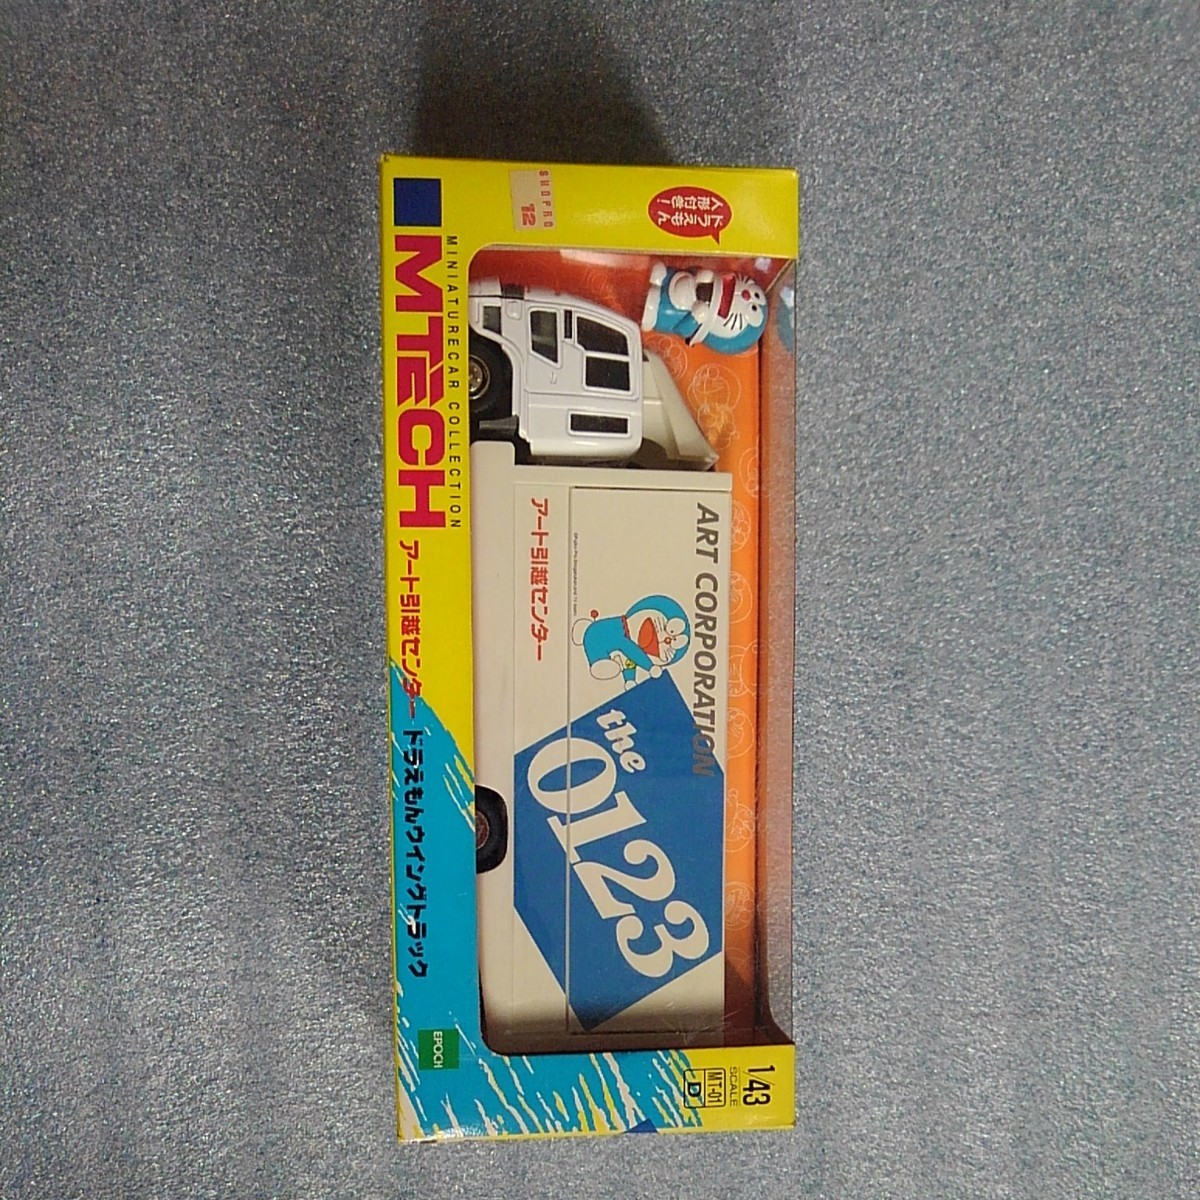 ドラえもん
人形付き!
SHOPRO
12
MINIATURECAR COLLECTION
MTECH
アート引越センター ドラえもんウイングトラック
EPOCH
ART CORPORATION
アート引越センター
the
0123
1/43
SCALE
MT-01
D